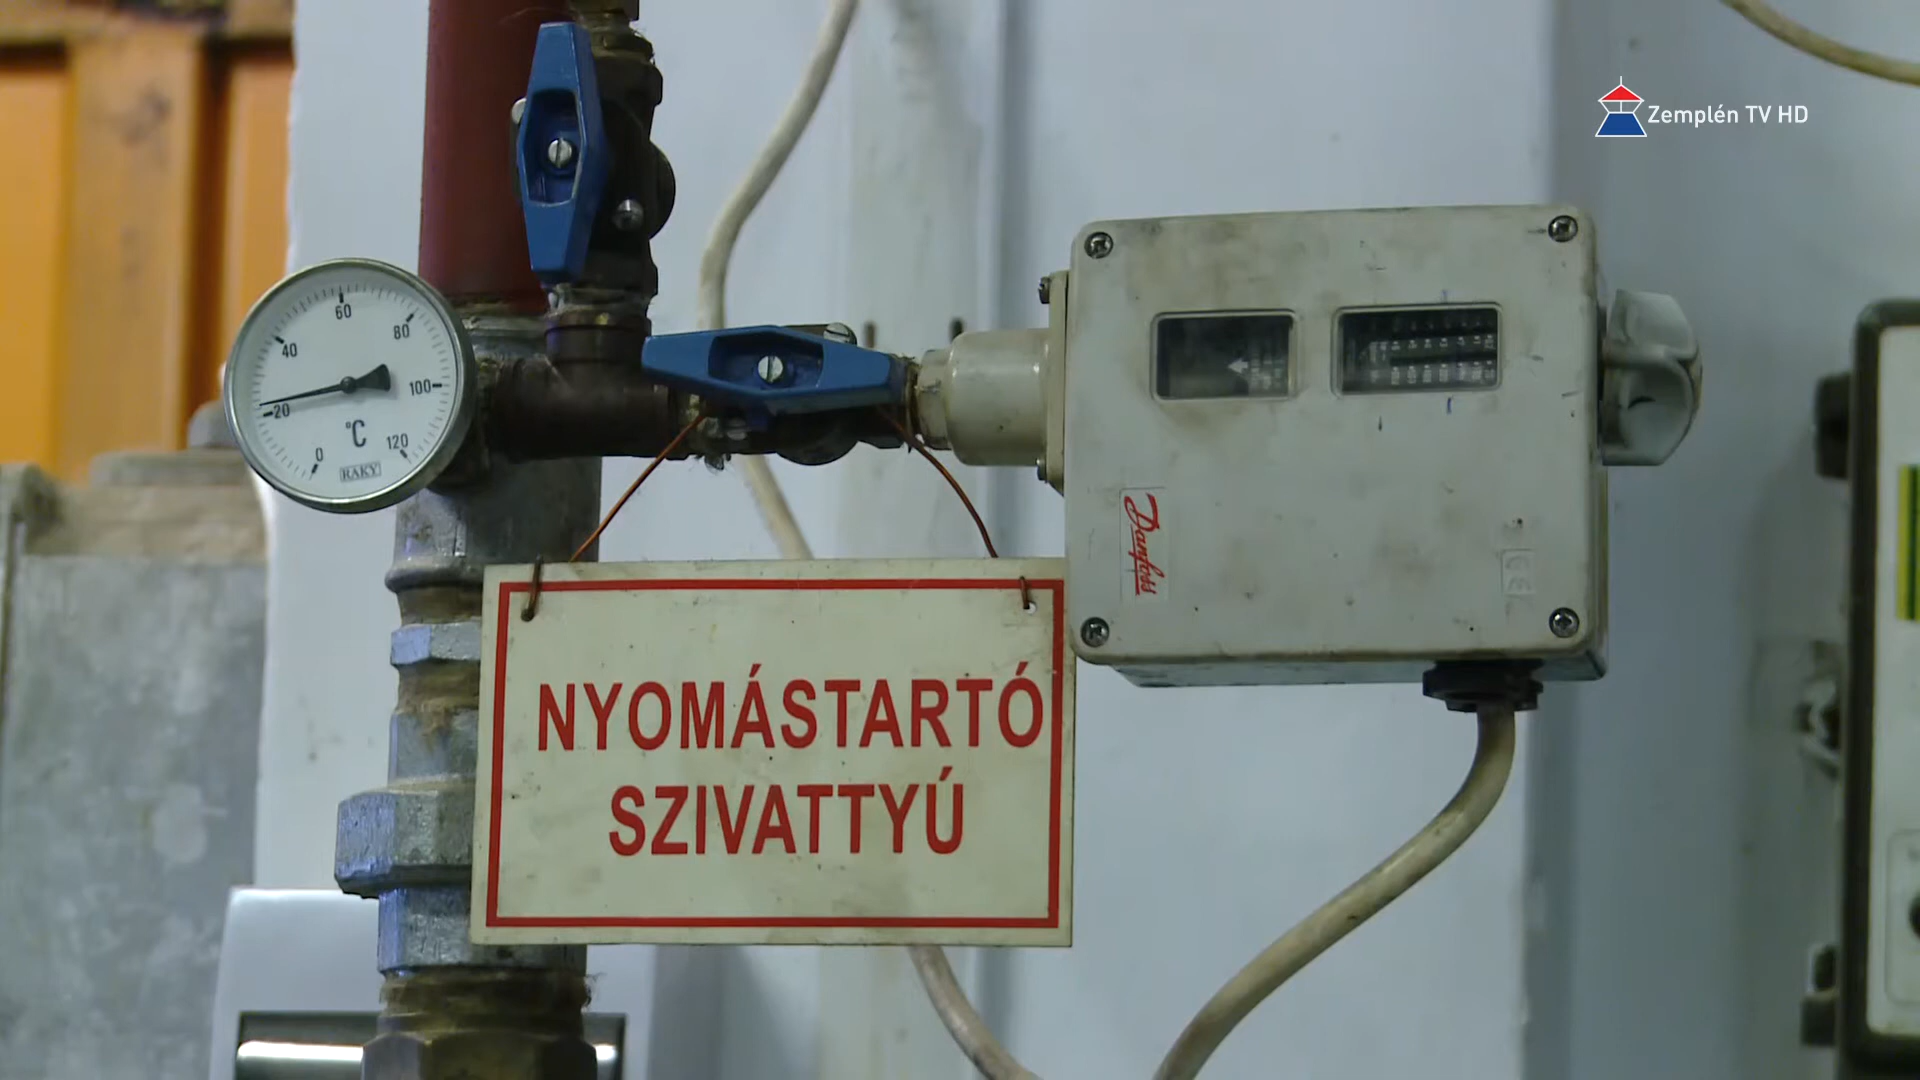 Zemplén TV HD
60
80
40
100
20
°C
0
120
RAKY
Danfoss
NYOMÁSTARTÓ
SZIVATTYÚ